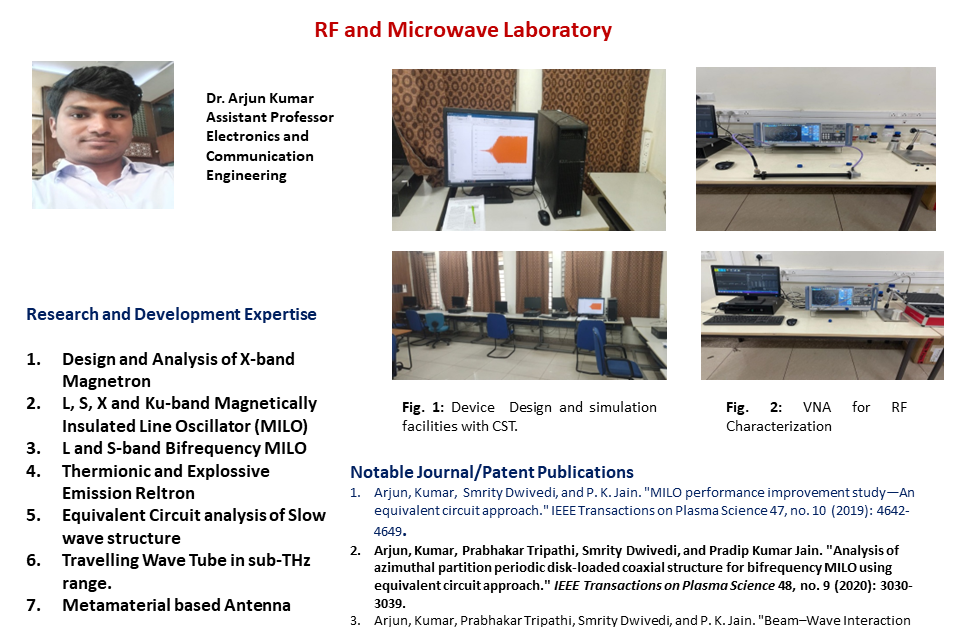 RF and Microwave Laboratory
Dr. Arjun Kumar
Assistant Professor
Electronics and
Communication
Engineering
Research and Development Expertise
1. Design and Analysis of X-band
Magnetron
2. L, S, X and Ku-band Magnetically
Insulated Line Oscillator (MILO)
3. L and S-band Bifrequency MILO
4. Thermionic and Explossive
Emission Reltron
5. Equivalent Circuit analysis of Slow
wave structure
6. Travelling Wave Tube in sub-THz
range.
7. Metamaterial based Antenna
Fig. 1: Device Design and simulation
facilities with CST.
Fig. 2: VNA for RF
Characterization
Notable Journal/Patent Publications
1. Arjun, Kumar, Smrity Dwivedi, and P. K. Jain. "MILO performance improvement study—An
equivalent circuit approach." IEEE Transactions on Plasma Science 47, no. 10 (2019): 4642-
4649.
2. Arjun, Kumar, Prabhakar Tripathi, Smrity Dwivedi, and Pradip Kumar Jain. "Analysis of
azimuthal partition periodic disk-loaded coaxial structure for bifrequency MILO using
equivalent circuit approach." IEEE Transactions on Plasma Science 48, no. 9 (2020): 3030-
3039.
3. Arjun, Kumar, Prabhakar Tripathi, Smrity Dwivedi, and P. K. Jain. "Beam–Wave Interaction